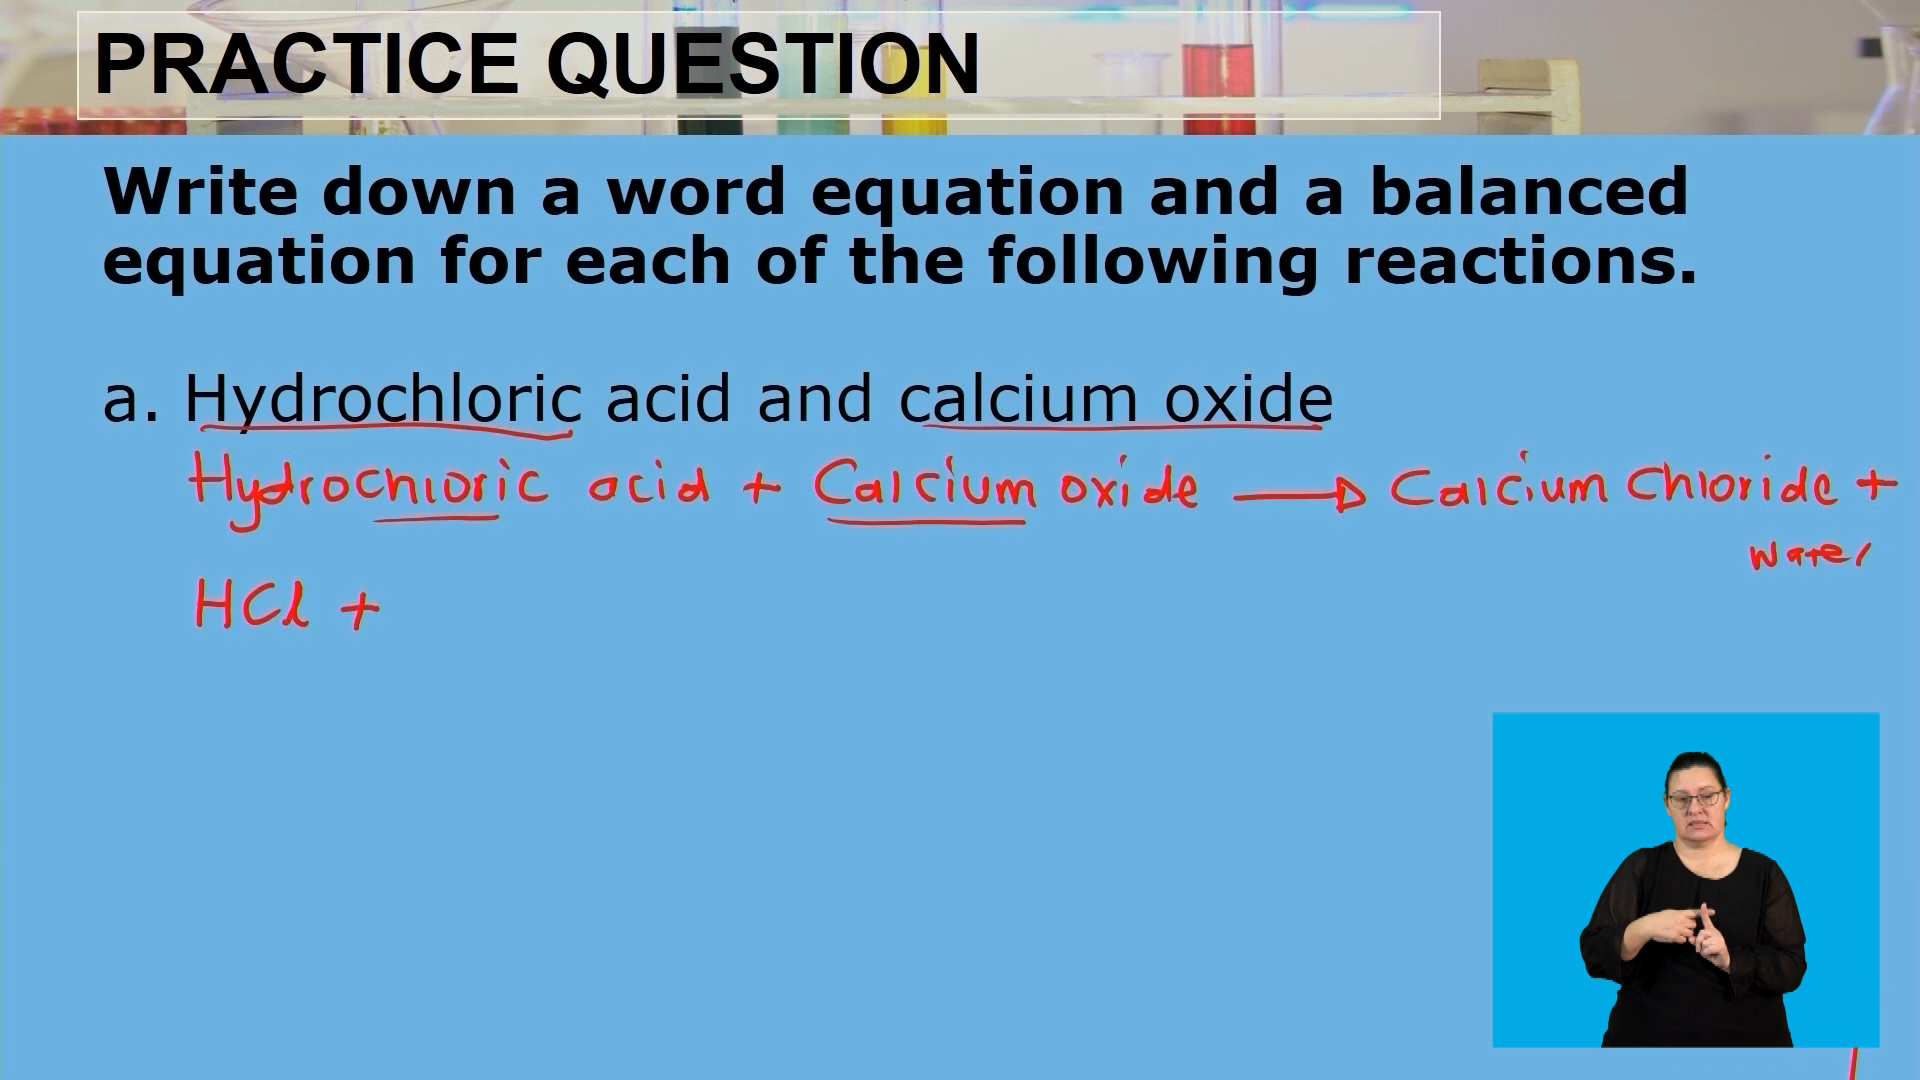 PRACTICE QUESTION
Write down a word equation and a balanced
equation for each of the following reactions.
a. Hydrochloric acid and calcium oxide
Hydrochloric acid + Calcium oxide → Calcium Chloride +
Water
HCl +